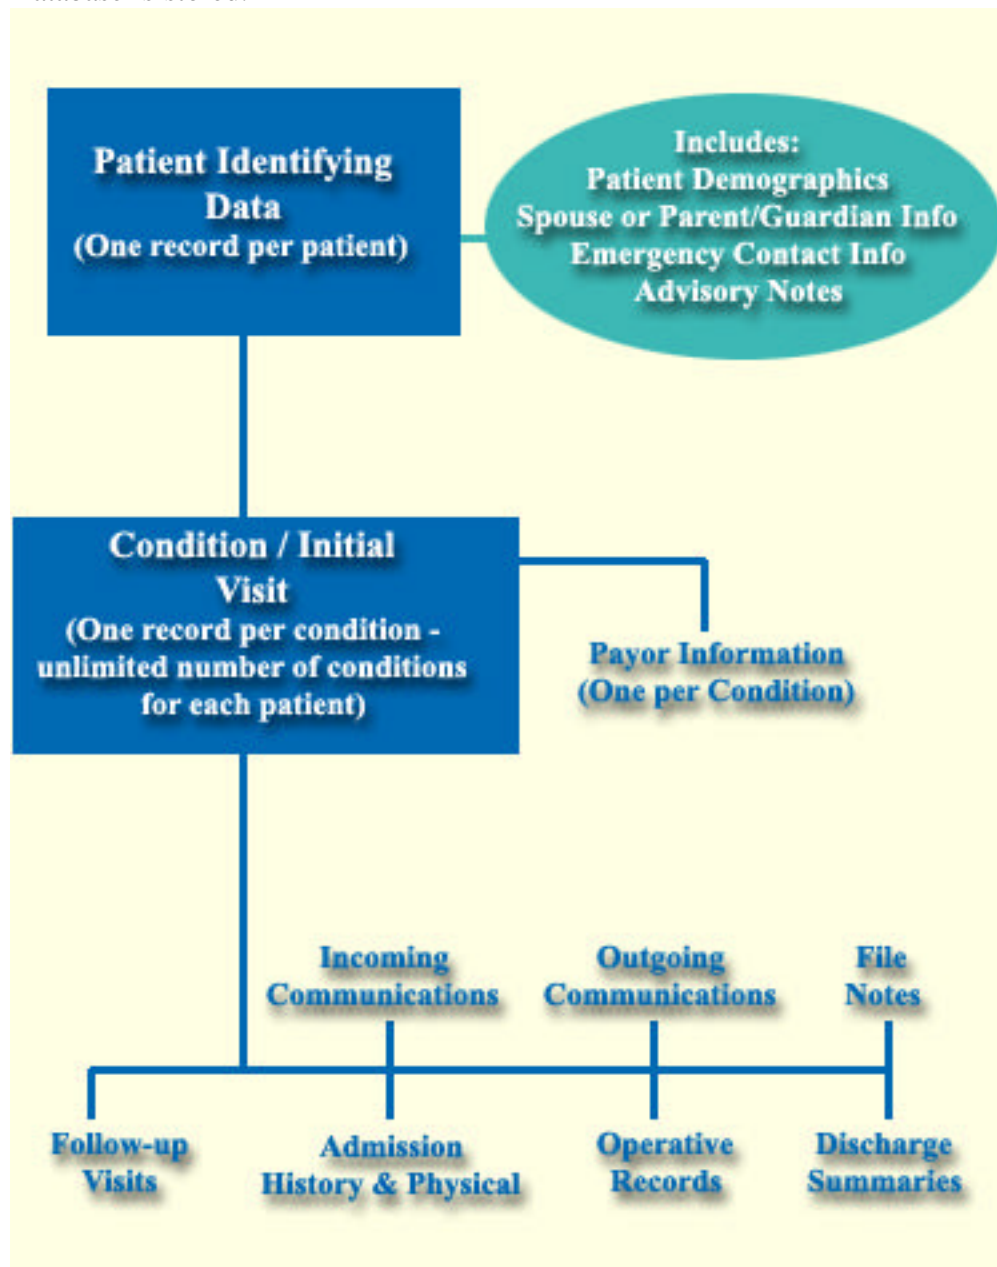 Patient Identifying
Data
(One record per patient)
Includes:
Patient Demographics
Spouse or Parent/Guardian Info
Emergency Contact Info
Advisory Notes
Condition / Initial
Visit
(One record per condition -
unlimited number of conditions
for each patient)
Payor Information
(One per Condition)
Incoming
Communications
Outgoing
Communications
File
Notes
Follow-up
Visits
Admission
History & Physical
Operative
Records
Discharge
Summaries